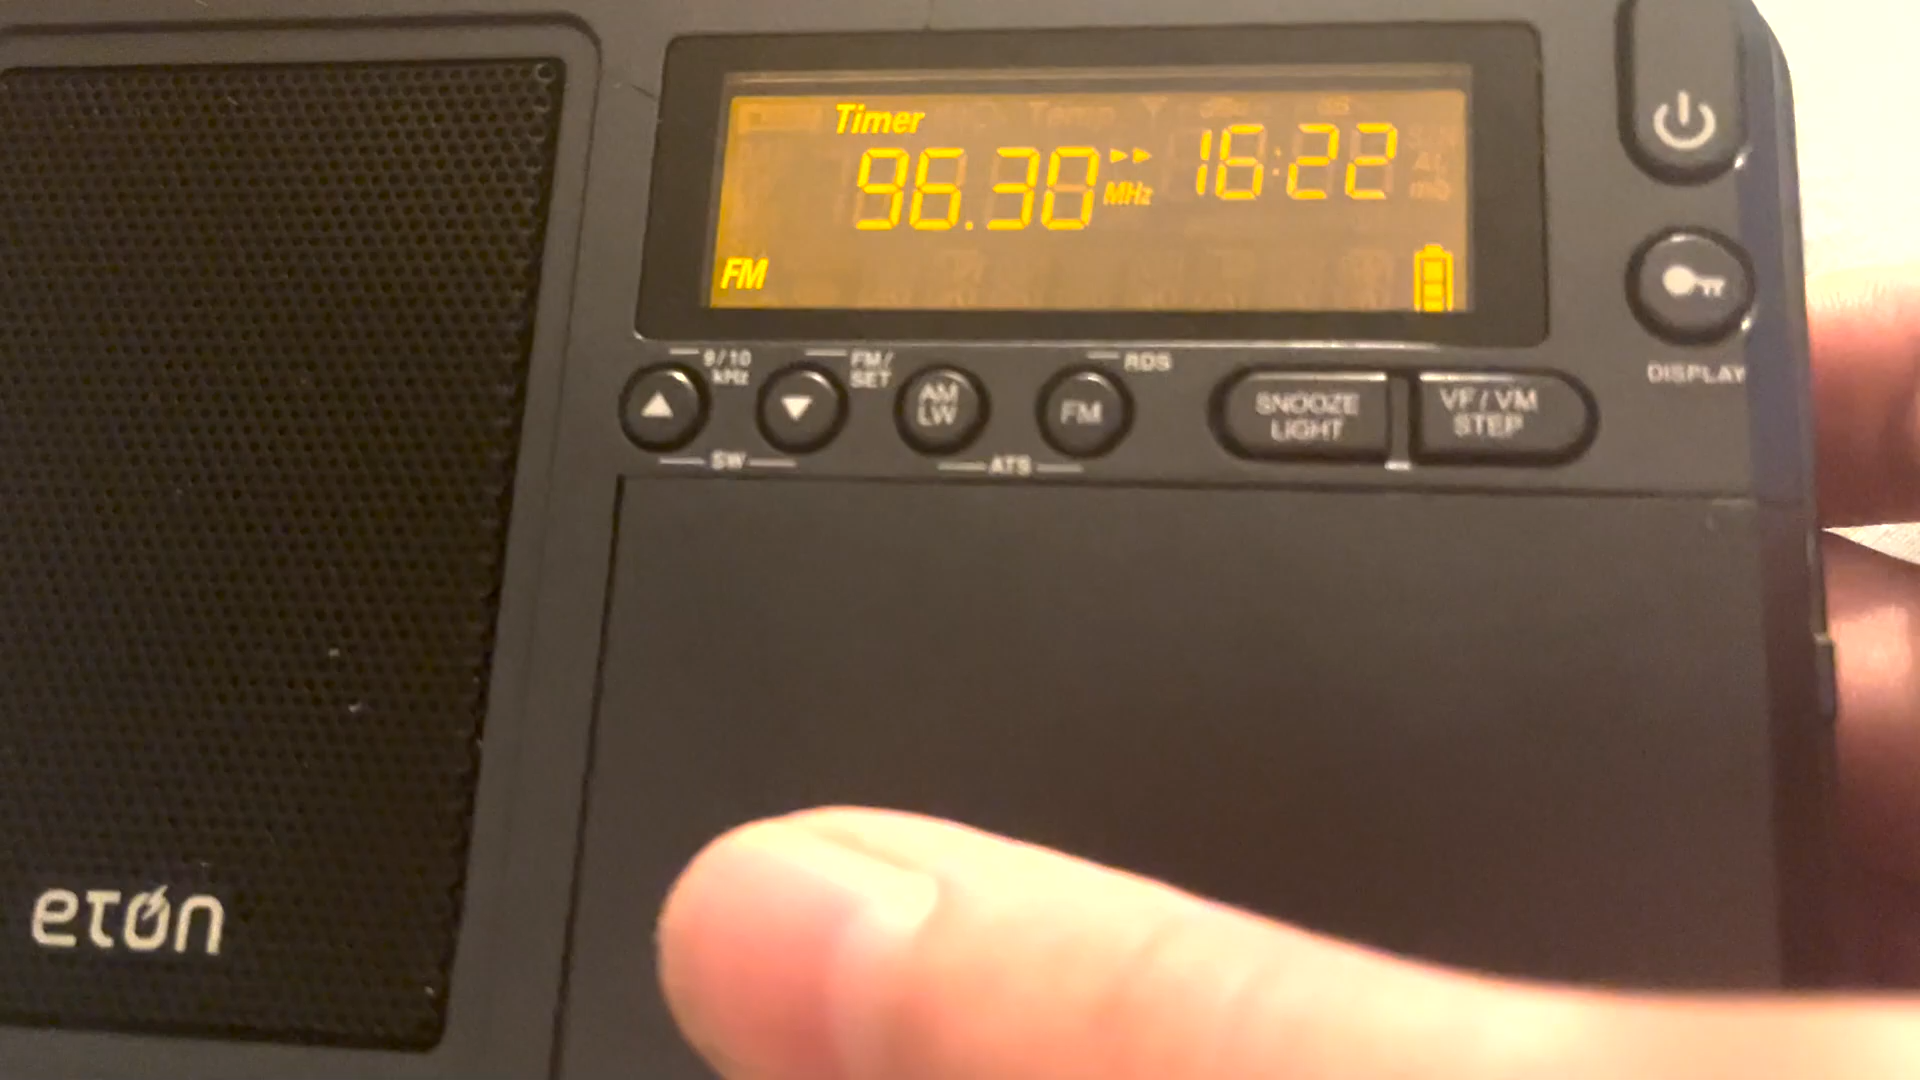 Timer
96.30 MHz 16:22
FM
9/10 kHz
FM/ SET
AM LW
FM
RDS
SNOOZE LIGHT
VF/VM STEP
DISPLAY
SW
ATS
etón